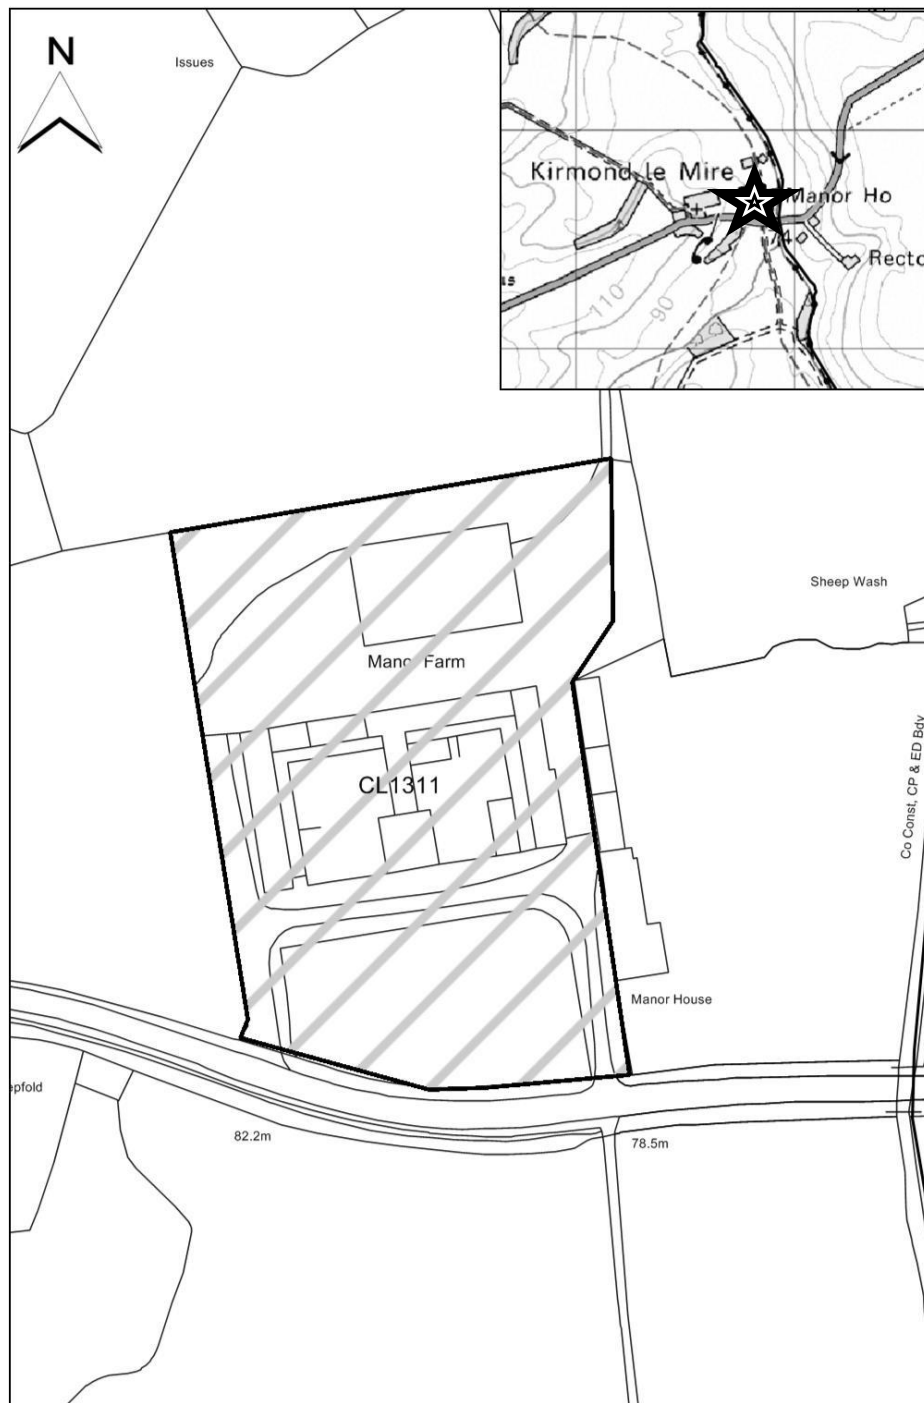 N
Issues
Kirmond le Mire
Manor Ho
Recto
110
90
Sheep Wash
Manor Farm
CL1311
Co Const, CP & ED Bdy
Manor House
epfold
82.2m
78.5m